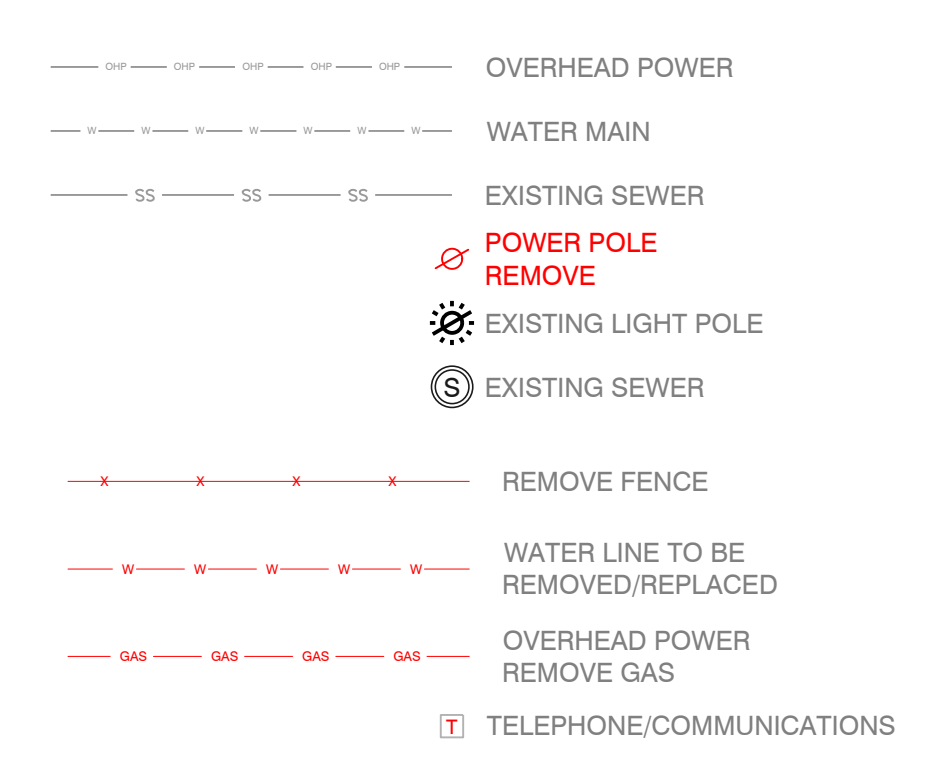 OHP OHP OHP OHP OHP OVERHEAD POWER
W W W W W W W WATER MAIN
SS SS SS EXISTING SEWER
POWER POLE
REMOVE
EXISTING LIGHT POLE
S EXISTING SEWER
X X X X REMOVE FENCE
WATER LINE TO BE
W W W W W REMOVED/REPLACED
OVERHEAD POWER
GAS GAS GAS GAS REMOVE GAS
T TELEPHONE/COMMUNICATIONS